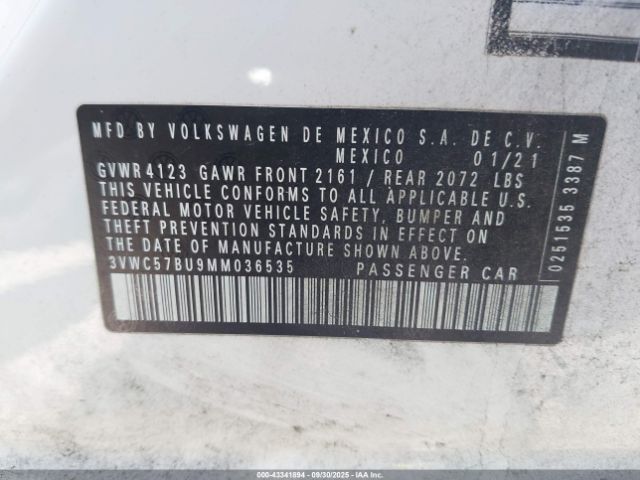 MFD BY VOLKSWAGEN DE MEXICO S.A. DE C.V.
MEXICO 01/21
GVWR 4123 GAWR FRONT 2161 / REAR 2072 LBS
THIS VEHICLE CONFORMS TO ALL APPLICABLE U.S.
FEDERAL MOTOR VEHICLE SAFETY, BUMPER AND
THEFT PREVENTION STANDARDS IN EFFECT ON
THE DATE OF MANUFACTURE SHOWN ABOVE.
3VWC57BU9MM036535 PASSENGER CAR
0251535 3387 M
000-43341894 - 09/30/2025 - IAAI.com